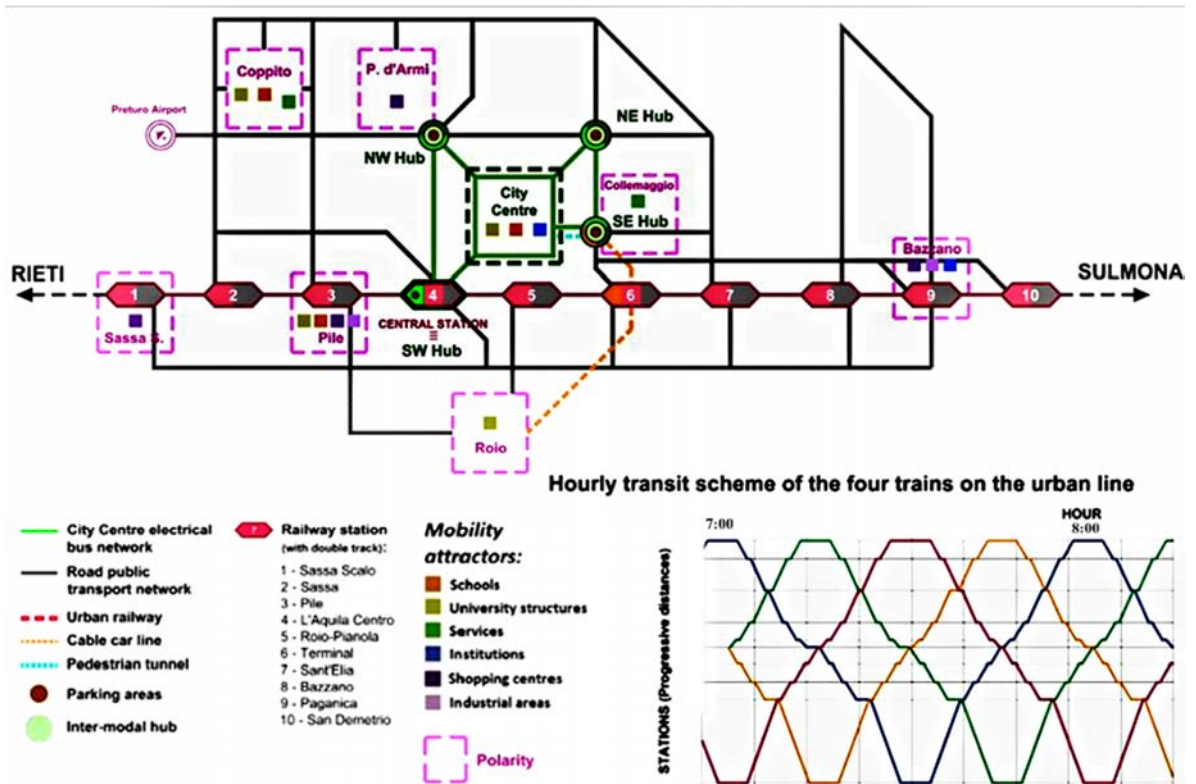 Coppito
P. d'Armi
Preturo Airport
NE Hub
NW Hub
City
Centre
Collemaggio
SE Hub
Bazzano
RIETI
SULMONA
1
2
3
4
5
6
7
8
9
10
Sassa S.
Pile
CENTRAL STATION
SW Hub
Roio
Hourly transit scheme of the four trains on the urban line
City Centre electrical
bus network
Road public
transport network
Urban railway
Cable car line
Pedestrian tunnel
Parking areas
Inter-modal hub
?
Railway station
(with double track):
1 - Sassa Scalo
2 - Sassa
3 - Pile
4 - L'Aquila Centro
5 - Roio-Pianola
6 - Terminal
7 - Sant'Elia
8 - Bazzano
9 - Paganica
10 - San Demetrio
Mobility
attractors:
Schools
University structures
Services
Institutions
Shopping centres
Industrial areas
Polarity
HOUR
7:00
8:00
STATIONS (Progressive distances)